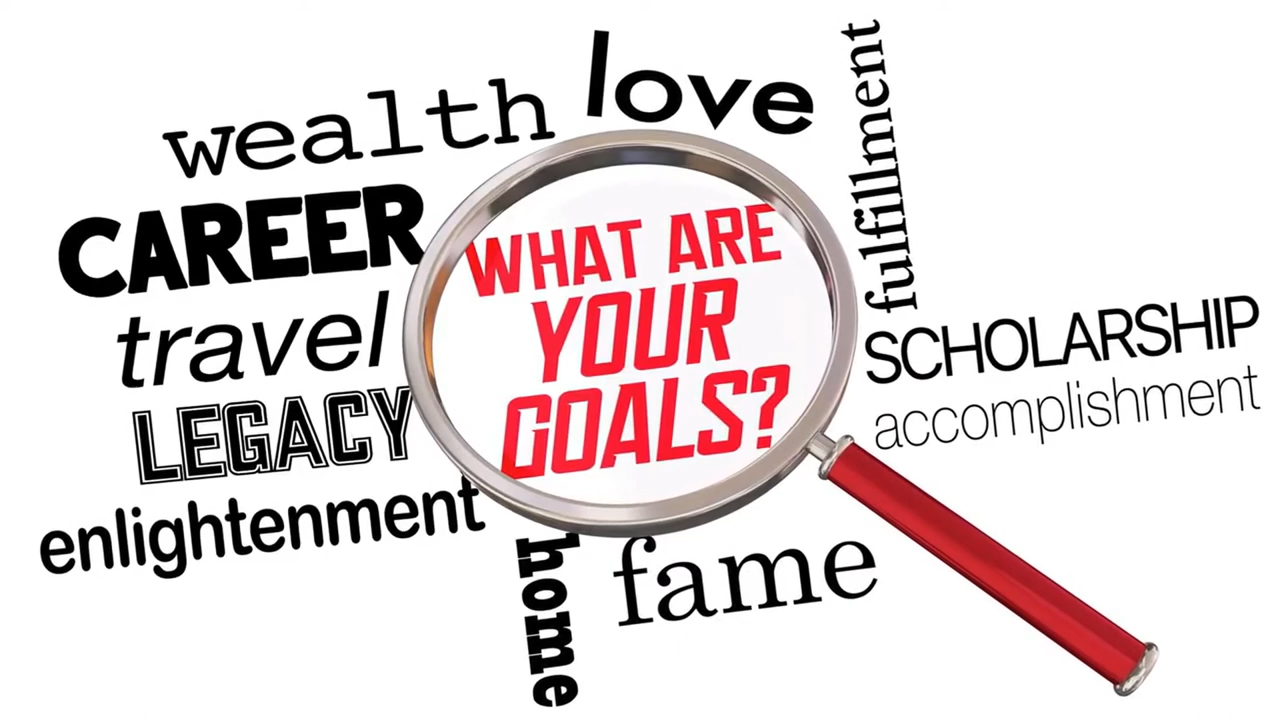 wealth
love
fulfillment
CAREER
WHAT ARE
YOUR
GOALS?
travel
SCHOLARSHIP
LEGACY
accomplishment
enlightenment
home
fame